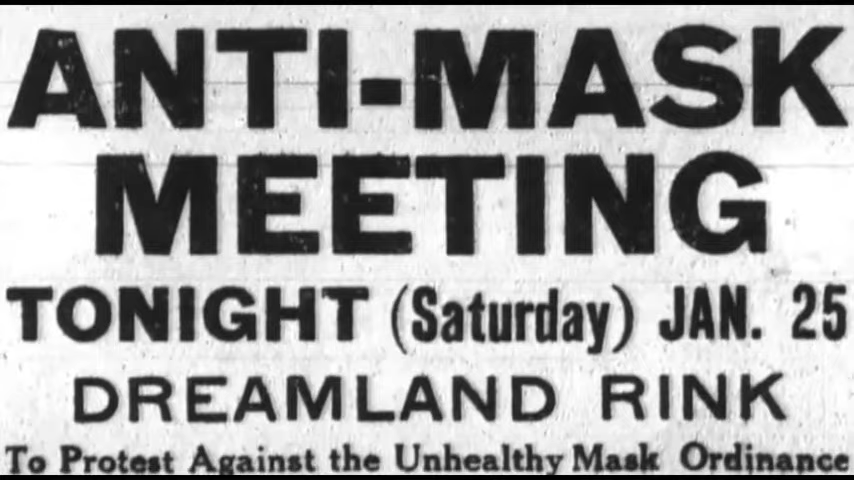 ANTI-MASK
MEETING
TONIGHT (Saturday) JAN. 25
DREAMLAND RINK
To Protest Against the Unhealthy Mask Ordinance